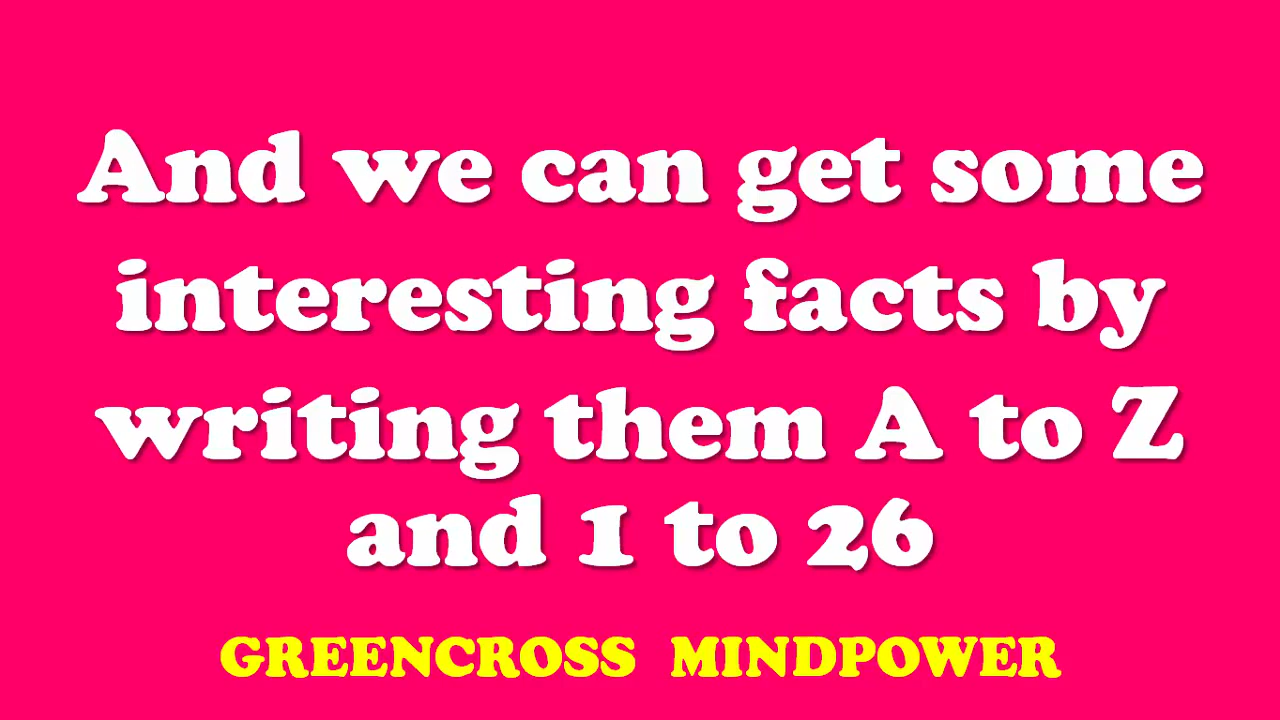 And we can get some
interesting facts by
writing them A to Z
and 1 to 26
GREENCROSS MINDPOWER